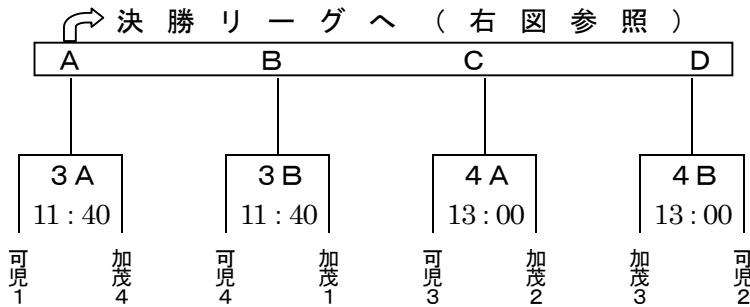 決勝リーグへ（右図参照）
A B C D
3A 3B 4A 4B
11:40 11:40 13:00 13:00
可児1 加茂4 可児4 加茂1 可児3 加茂2 加茂3 可児2